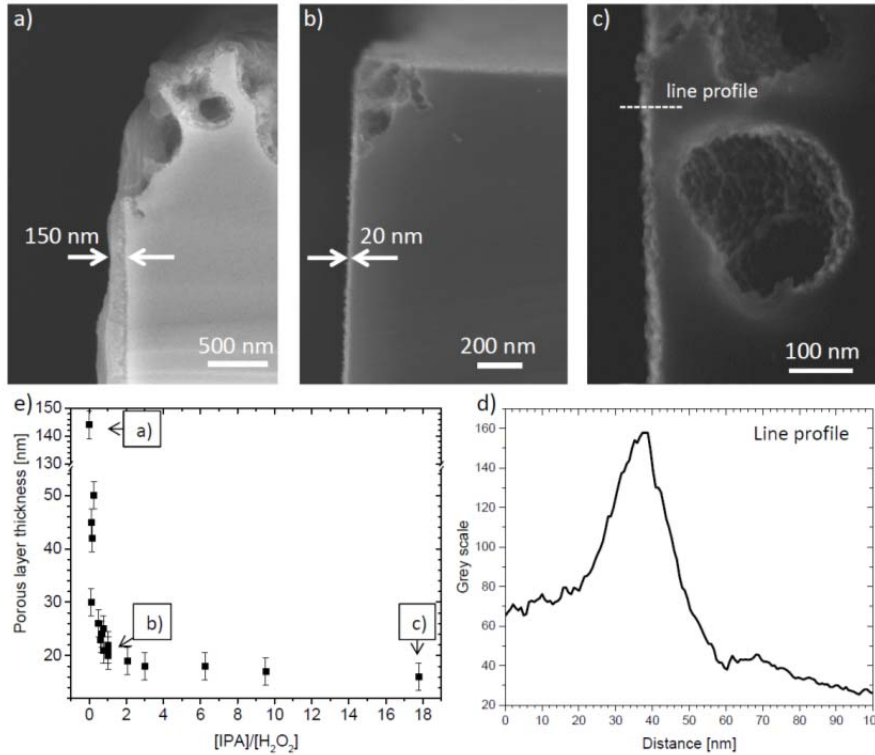 a)
150 nm
500 nm
b)
20 nm
200 nm
c)
line profile
100 nm
e)
Porous layer thickness [nm]
150
140
130
50
40
30
20
a)
b)
c)
0 2 4 6 8 10 12 14 16 18
[IPA]/[H₂O₂]
d)
Line profile
Grey scale
160
140
120
100
80
60
40
20
0 10 20 30 40 50 60 70 80 90 100
Distance [nm]